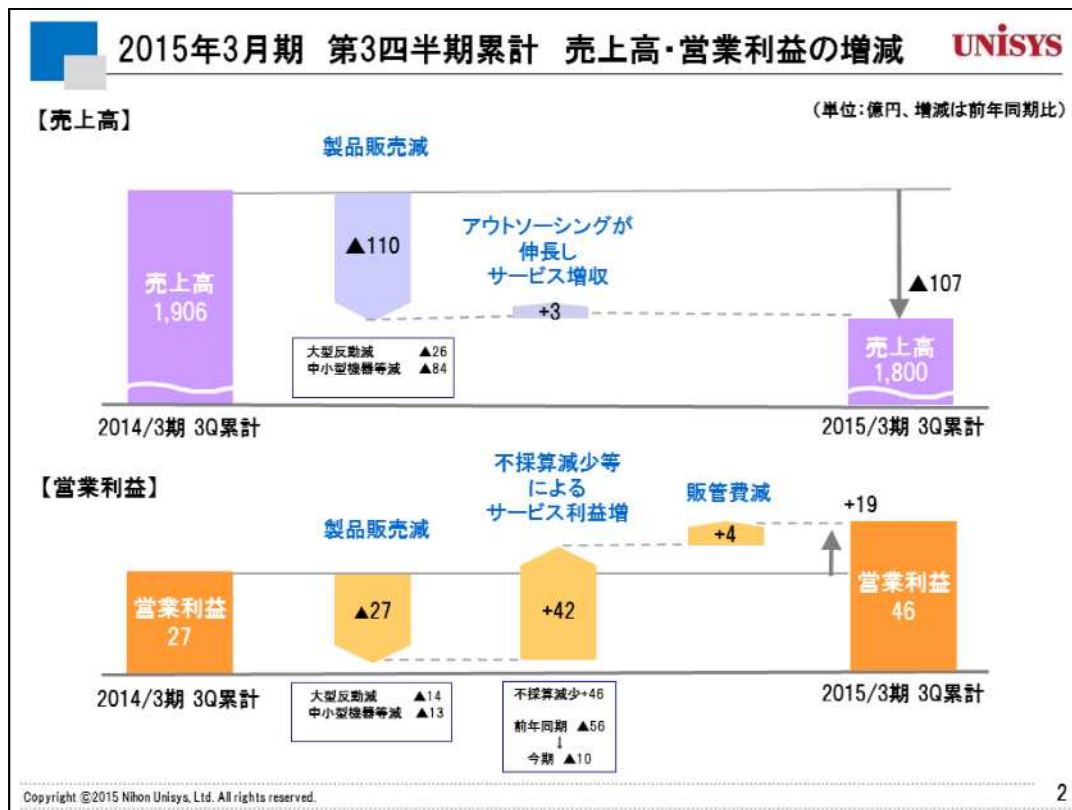 2015年3月期　第3四半期累計　売上高・営業利益の増減
UNISYS
【売上高】
（単位：億円、増減は前年同期比）
製品販売減
アウトソーシングが
伸長し
サービス増収
売上高
1,906
▲110
+3
▲107
売上高
1,800
大型反動減 ▲26
中小型機器等減 ▲84
2014/3期 3Q累計
2015/3期 3Q累計
【営業利益】
製品販売減
不採算減少等
による
サービス利益増
販管費減
+19
+4
営業利益
27
▲27
+42
営業利益
46
2014/3期 3Q累計
大型反動減 ▲14
中小型機器等減 ▲13
不採算減少+46
前年同期 ▲56
↓
今期 ▲10
2015/3期 3Q累計
Copyright ©2015 Nihon Unisys, Ltd. All rights reserved.
2